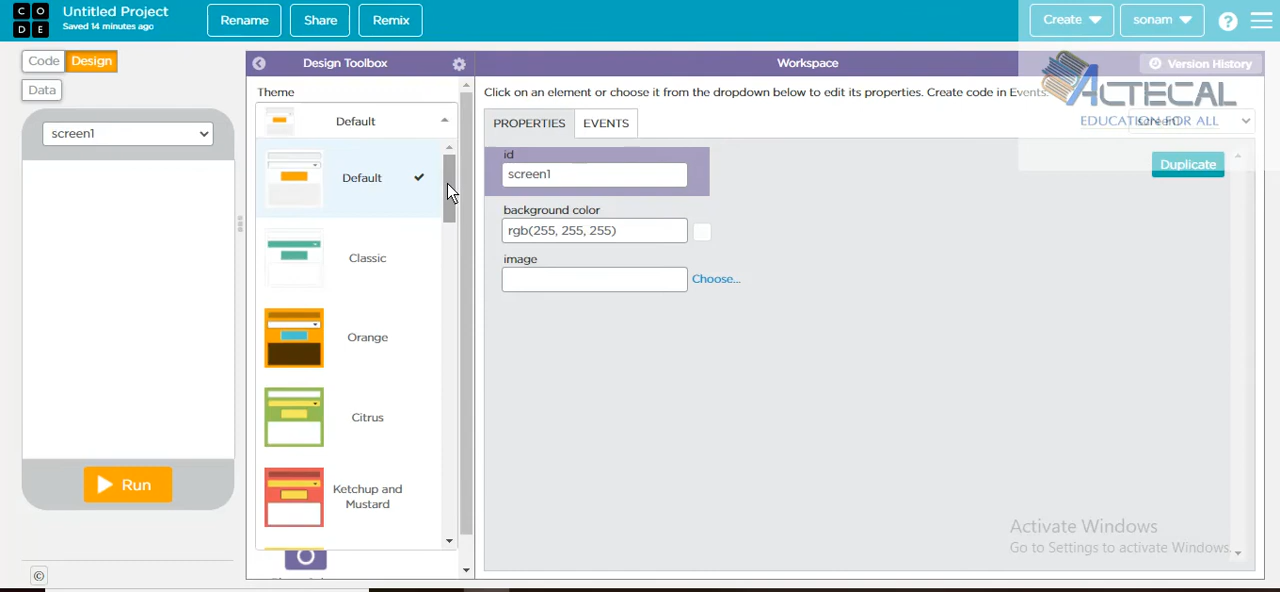 C O
D E
Untitled Project
Saved 14 minutes ago
Rename
Share
Remix
Create
sonam
?
Code
Design
Data
Design Toolbox
Workspace
Version History
Theme
Click on an element or choose it from the dropdown below to edit its properties. Create code in Events.
ACTECAL
EDUCATION FOR ALL
screen1
Default
PROPERTIES
EVENTS
screen1
Duplicate
id
screen1
Default
background color
rgb(255, 255, 255)
Classic
image
Choose...
Orange
Citrus
Ketchup and
Mustard
Run
Activate Windows
Go to Settings to activate Windows.
©